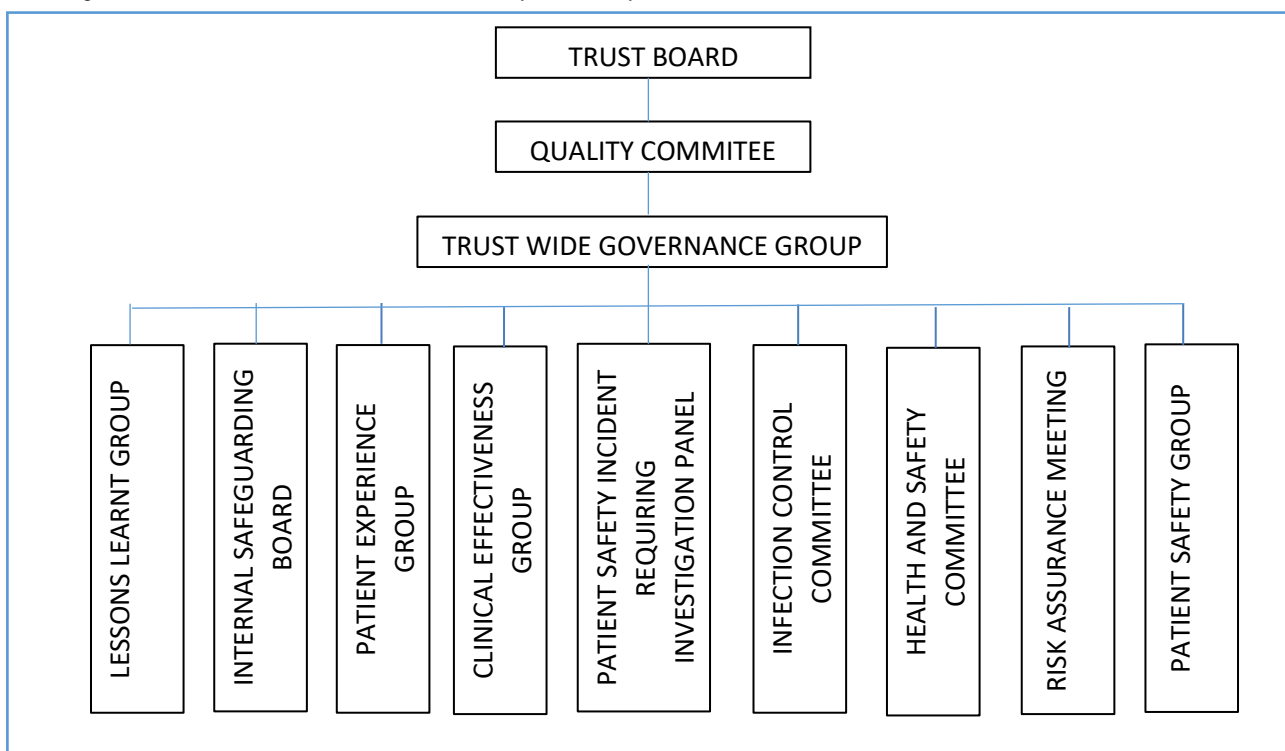 TRUST BOARD
QUALITY COMMITEE
TRUST WIDE GOVERNANCE GROUP
LESSONS LEARNT GROUP
INTERNAL SAFEGUARDING
BOARD
PATIENT EXPERIENCE
GROUP
CLINICAL EFFECTIVENESS
GROUP
PATIENT SAFETY INCIDENT
REQUIRING
INVESTIGATION PANEL
INFECTION CONTROL
COMMITTEE
HEALTH AND SAFETY
COMMITTEE
RISK ASSURANCE MEETING
PATIENT SAFETY GROUP